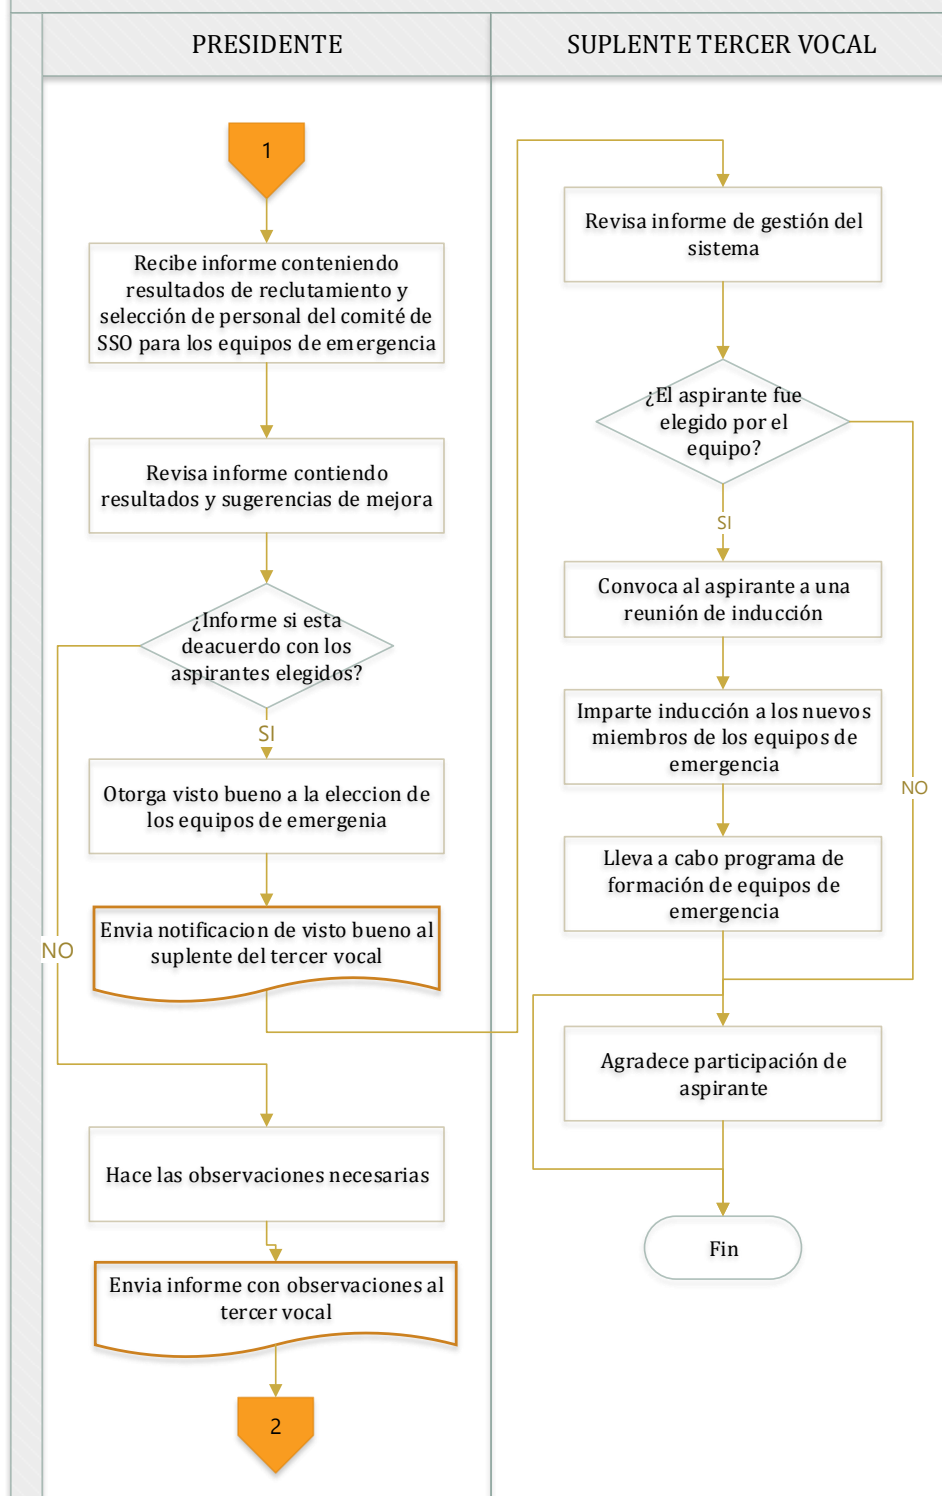 PRESIDENTE
1
Recibe informe conteniendo
resultados de reclutamiento y
selección de personal del comité de
SSO para los equipos de emergencia
Revisa informe contiendo
resultados y sugerencias de mejora
¿Informe si esta
deacuerdo con los
aspirantes elegidos?
SI
Otorga visto bueno a la eleccion de
los equipos de emergenia
Envia notificacion de visto bueno al
suplente del tercer vocal
NO
Hace las observaciones necesarias
Envia informe con observaciones al
tercer vocal
2
SUPLENTE TERCER VOCAL
Revisa informe de gestión del
sistema
¿El aspirante fue
elegido por el
equipo?
SI
Convoca al aspirante a una
reunión de inducción
Imparte inducción a los nuevos
miembros de los equipos de
emergencia
NO
Lleva a cabo programa de
formación de equipos de
emergencia
Agradece participación de
aspirante
Fin